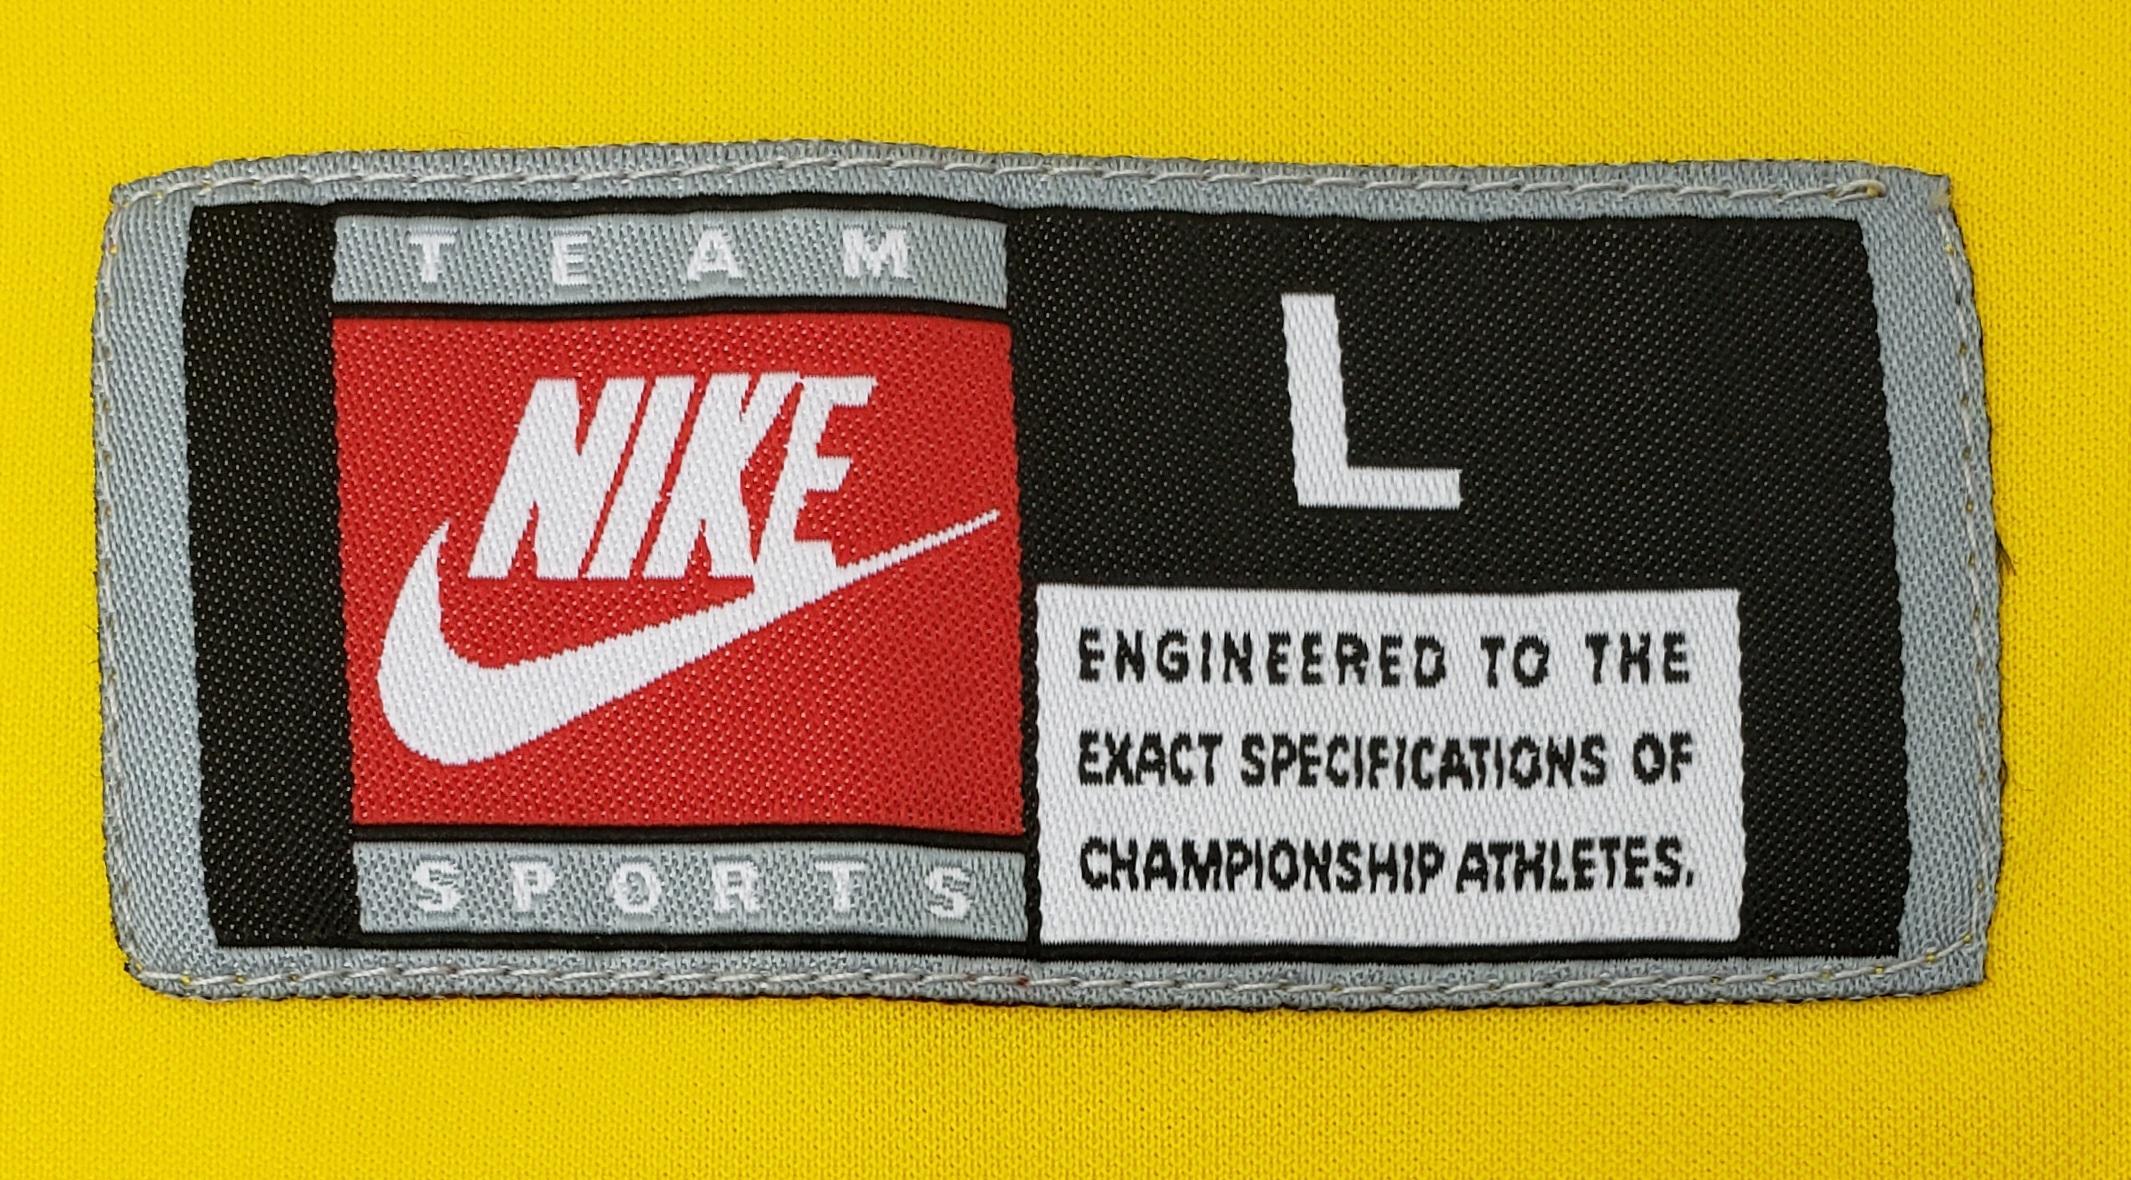 TEAM
NIKE
SPORTS
L
ENGINEERED TO THE
EXACT SPECIFICATIONS OF
CHAMPIONSHIP ATHLETES.